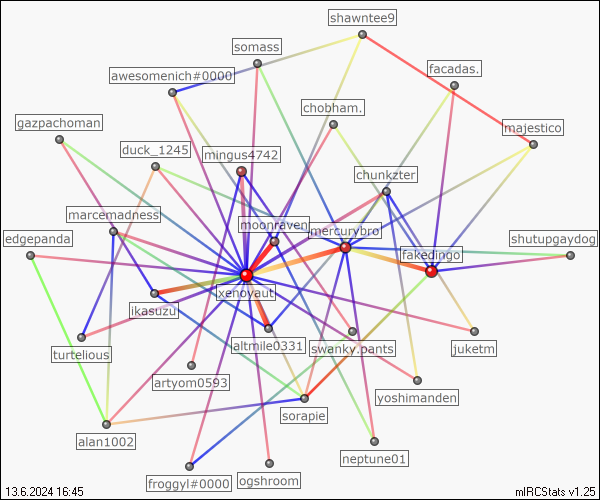 shawntee9
somass
facadas.
awesomenich#0000
chobham.
gazpachoman
majestico
duck_1245
mingus4742
chunkzter
marcemadness
moonraven
mercurybro
edgepanda
fakedingo
shutupgaydog
xenoyaut
ikasuzu
altmile0331
swanky.pants
juketm
turtelious
artyom0593
yoshimanden
sorapie
alan1002
neptune01
froggyl#0000
ogshroom
13.6.2024 16:45
mIRCStats v1.25